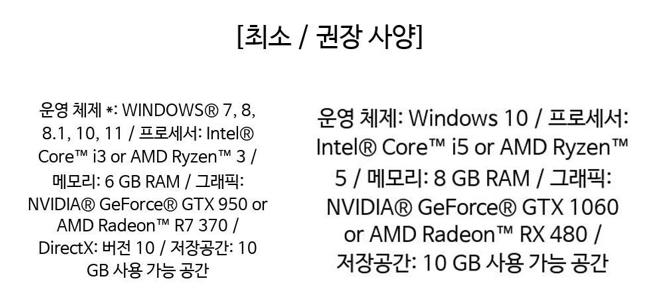 [최소 / 권장 사양]
운영 체제 *: WINDOWS® 7, 8,
8.1, 10, 11 / 프로세서: Intel®
Core™ i3 or AMD Ryzen™ 3 /
메모리: 6 GB RAM / 그래픽:
NVIDIA® GeForce® GTX 950 or
AMD Radeon™ R7 370 /
DirectX: 버전 10 / 저장공간: 10
GB 사용 가능 공간
운영 체제: Windows 10 / 프로세서:
Intel® Core™ i5 or AMD Ryzen™
5 / 메모리: 8 GB RAM / 그래픽:
NVIDIA® GeForce® GTX 1060
or AMD Radeon™ RX 480 /
저장공간: 10 GB 사용 가능 공간